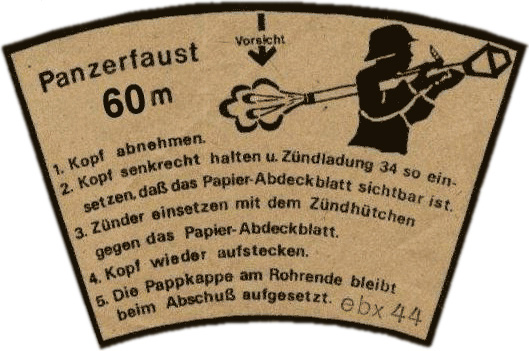 Vorsicht
Panzerfaust
60m
1. Kopf abnehmen.
2. Kopf senkrecht halten u. Zündladung 34 so ein-
setzen, daß das Papier-Abdeckblatt sichtbar ist.
3. Zünder einsetzen mit dem Zündhütchen
gegen das Papier-Abdeckblatt.
4. Kopf wieder aufstecken.
5. Die Pappkappe am Rohrende bleibt
beim Abschuß aufgesetzt.
ebx 44